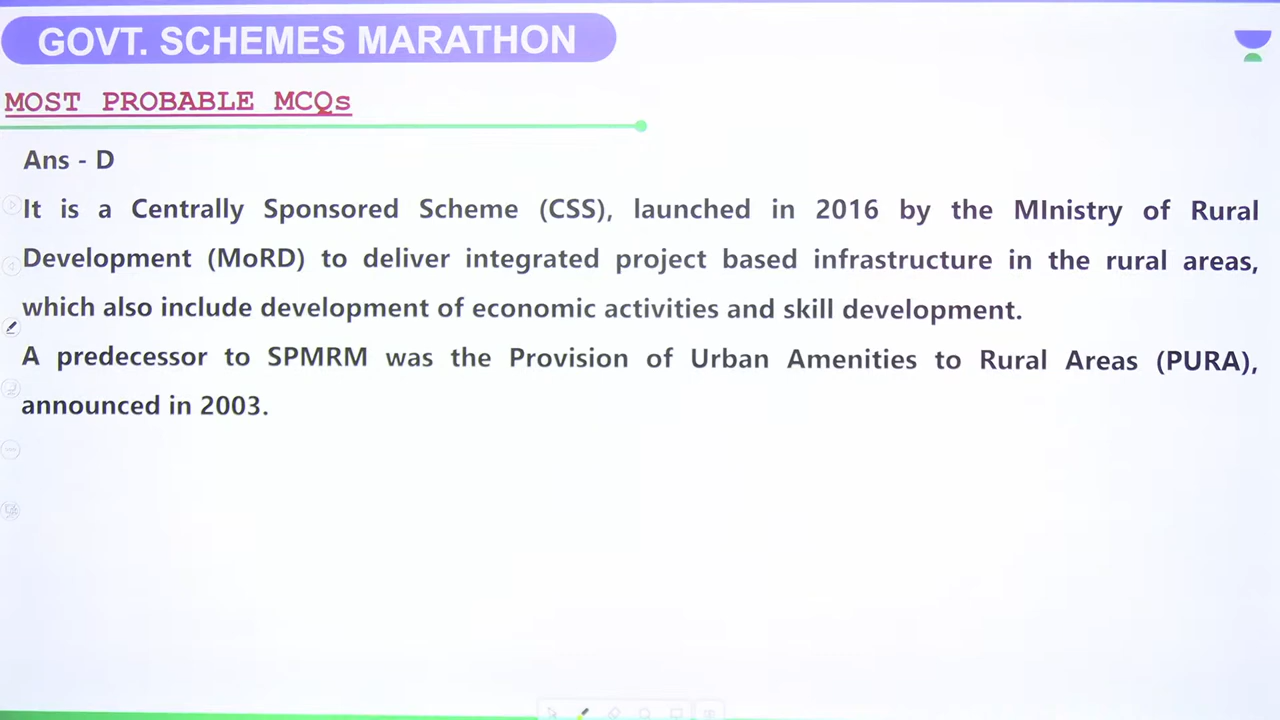 GOVT. SCHEMES MARATHON
MOST PROBABLE MCQs
Ans - D
It is a Centrally Sponsored Scheme (CSS), launched in 2016 by the MInistry of Rural
Development (MoRD) to deliver integrated project based infrastructure in the rural areas,
which also include development of economic activities and skill development.
A predecessor to SPMRM was the Provision of Urban Amenities to Rural Areas (PURA),
announced in 2003.